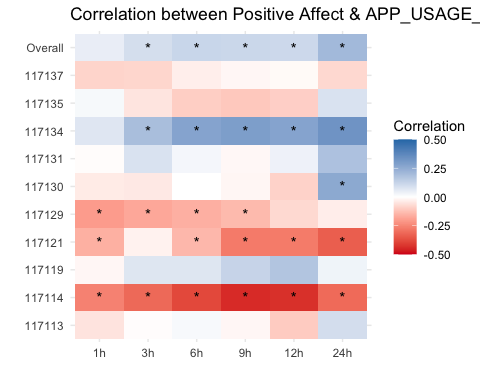 Correlation between Positive Affect & APP_USAGE_
Overall * * * * *
117137
117135
117134 * * * * *
117131
117130 *
117129 * * * *
117121 * * * * *
117119
117114 * * * * * *
117113
1h 3h 6h 9h 12h 24h
Correlation
0.50
0.25
0.00
-0.25
-0.50